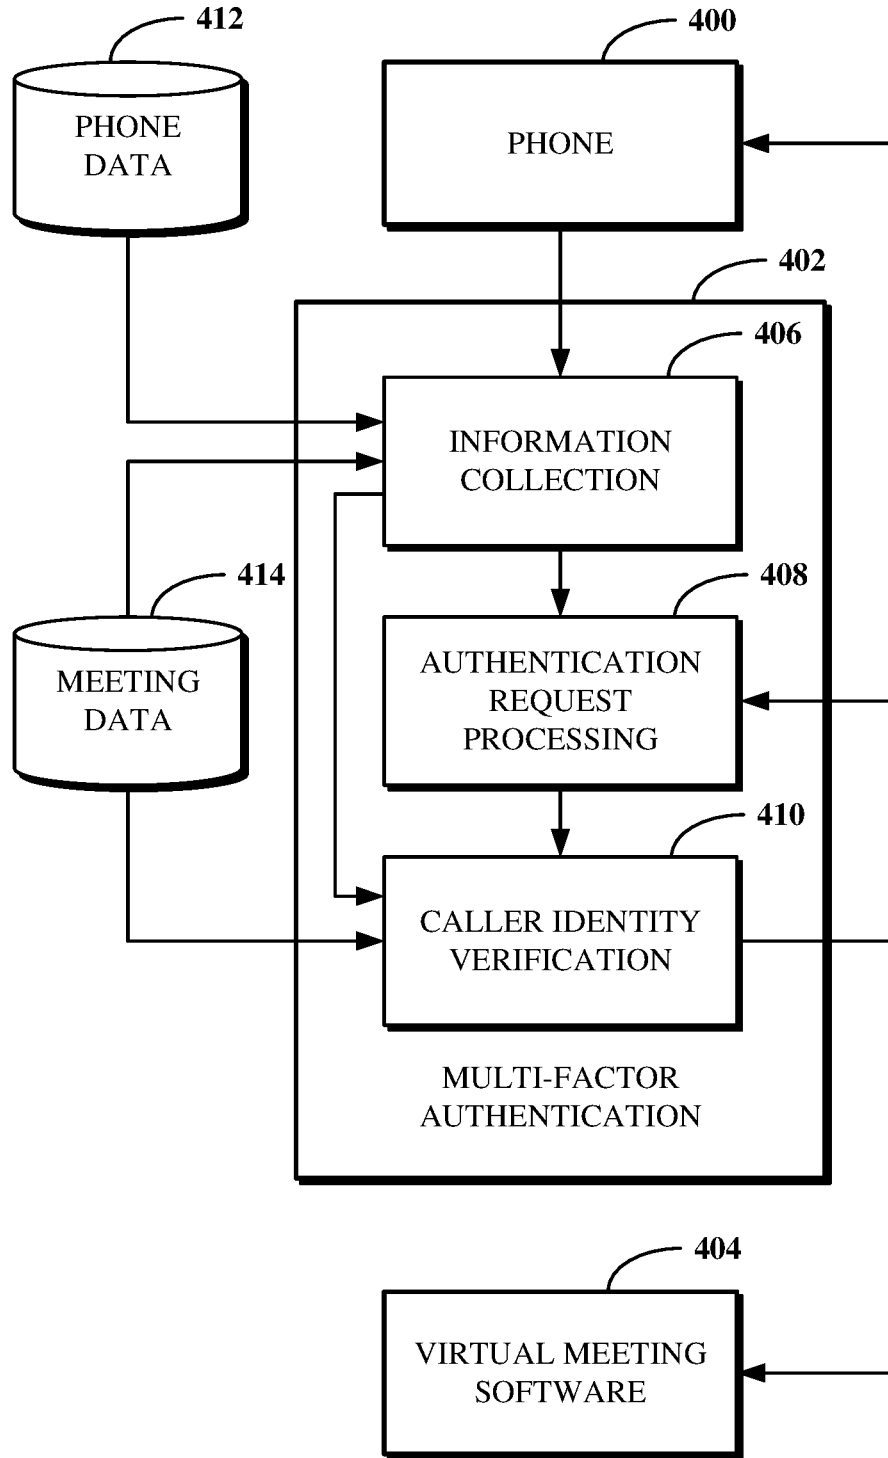 412
400
PHONE
DATA
PHONE
402
406
INFORMATION
COLLECTION
414
408
MEETING
DATA
AUTHENTICATION
REQUEST
PROCESSING
410
CALLER IDENTITY
VERIFICATION
MULTI-FACTOR
AUTHENTICATION
404
VIRTUAL MEETING
SOFTWARE